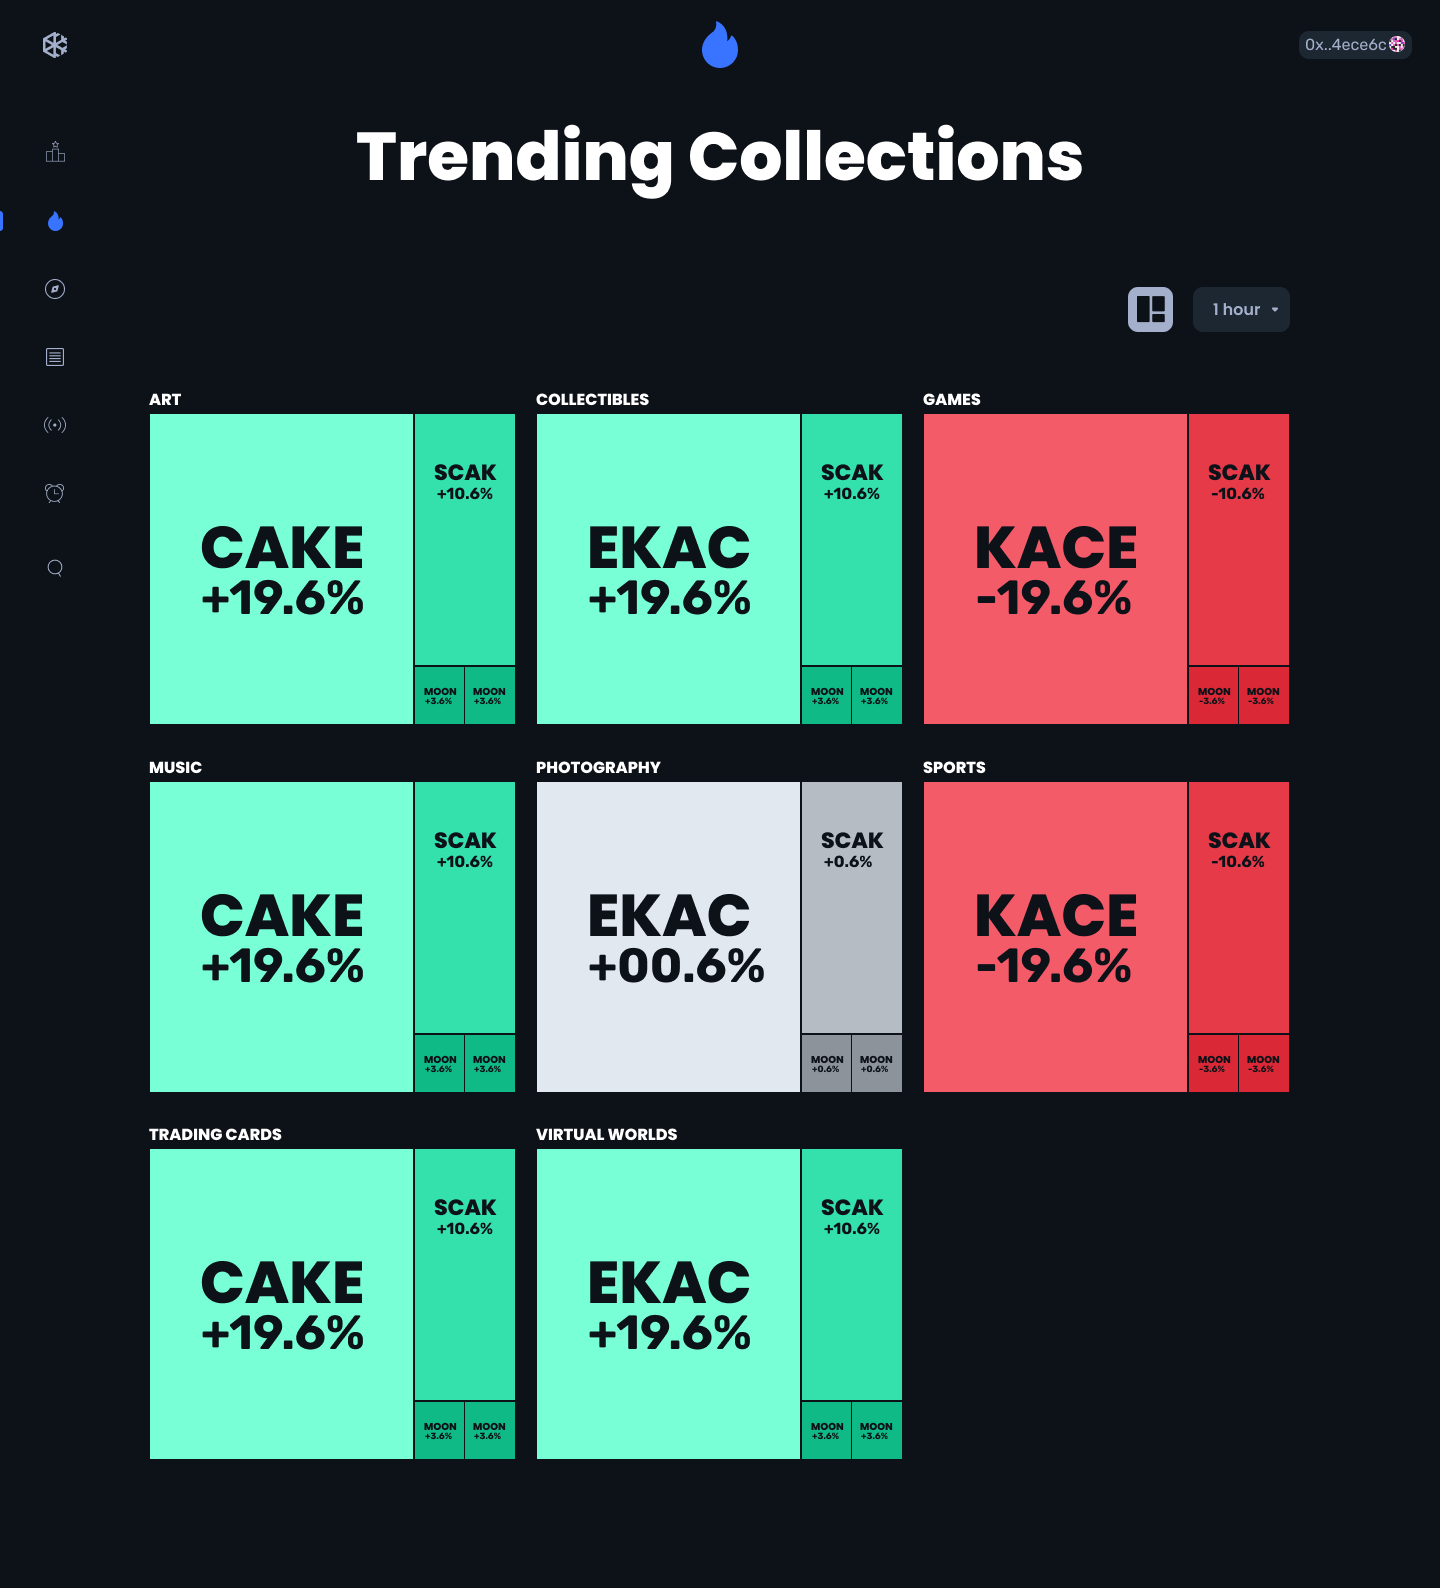 0x..4ece6c
Trending Collections
1 hour
ART
CAKE
+19.6%
SCAK
+10.6%
MOON
+3.6%
MOON
+3.6%
COLLECTIBLES
EKAC
+19.6%
SCAK
+10.6%
MOON
+3.6%
MOON
+3.6%
GAMES
KACE
-19.6%
SCAK
-10.6%
MOON
-3.6%
MOON
-3.6%
MUSIC
CAKE
+19.6%
SCAK
+10.6%
MOON
+3.6%
MOON
+3.6%
PHOTOGRAPHY
EKAC
+00.6%
SCAK
+0.6%
MOON
+0.6%
MOON
+0.6%
SPORTS
KACE
-19.6%
SCAK
-10.6%
MOON
-3.6%
MOON
-3.6%
TRADING CARDS
CAKE
+19.6%
SCAK
+10.6%
MOON
+3.6%
MOON
+3.6%
VIRTUAL WORLDS
EKAC
+19.6%
SCAK
+10.6%
MOON
+3.6%
MOON
+3.6%